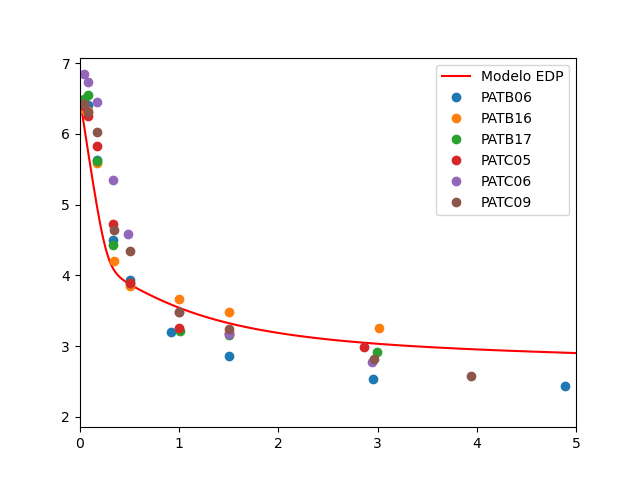 7
6
5
4
3
2
0 1 2 3 4 5
Modelo EDP
PATB06
PATB16
PATB17
PATC05
PATC06
PATC09